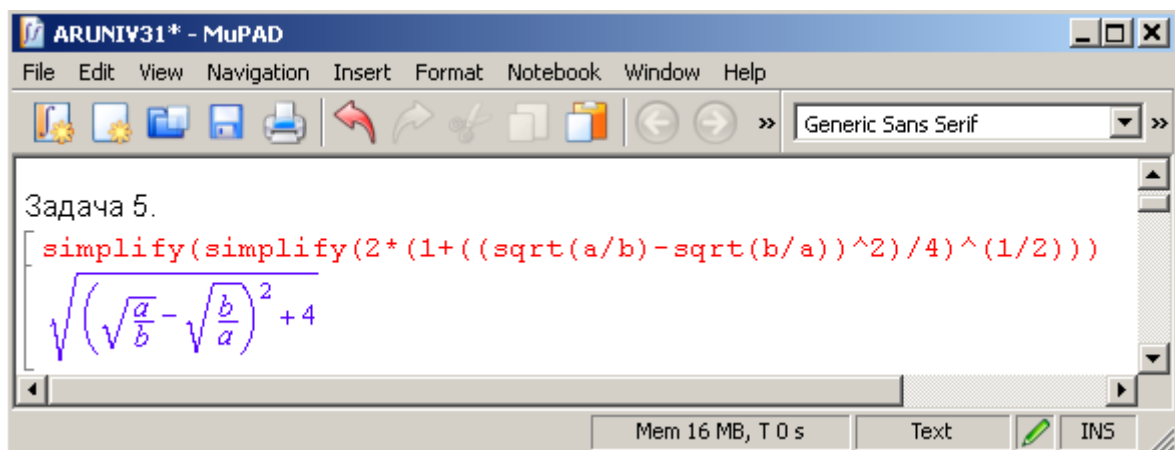 ARUNIV31* - MuPAD
File Edit View Navigation Insert Format Notebook Window Help
» Generic Sans Serif »
Задача 5.
simplify(simplify(2*(1+((sqrt(a/b)-sqrt(b/a))^2)/4)^(1/2)))
√((√(a/b) - √(b/a))² + 4)
Mem 16 MB, T 0 s Text INS